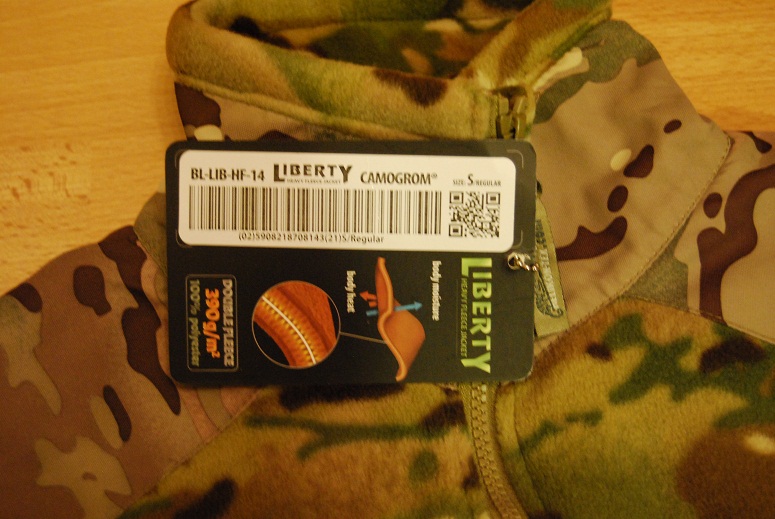 BL-LIB-HF-14 LIBERTY CAMOGROM® SIZE: S/REGULAR
HEAVY FLEECE JACKET
(02)5908218708143(21)S/Regular
LIBERTY
HEAVY FLEECE JACKET
body moisture
body heat
DOUBLE FLEECE
390g/m²
100% polyester